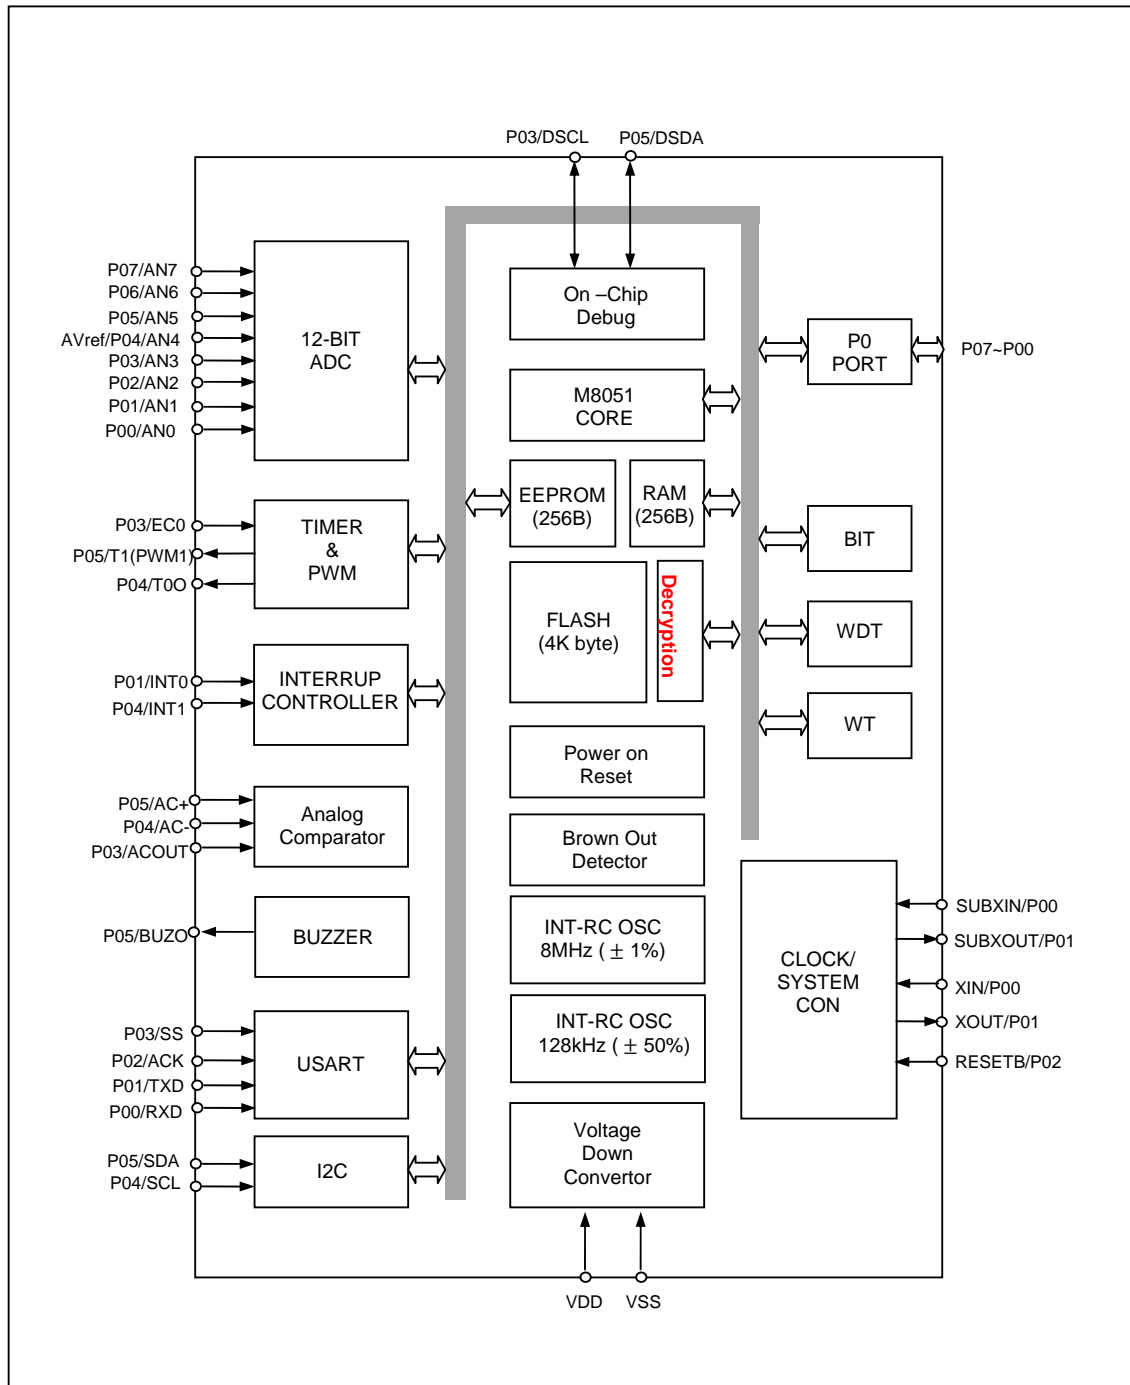 P03/DSCL
P05/DSDA
P07/AN7
P06/AN6
P05/AN5
AVref/P04/AN4
P03/AN3
P02/AN2
P01/AN1
P00/AN0
12-BIT
ADC
On –Chip
Debug
P0
PORT
P07~P00
M8051
CORE
EEPROM
(256B)
RAM
(256B)
P03/EC0
P05/T1(PWM1)
P04/T0O
TIMER
&
PWM
BIT
FLASH
(4K byte)
Decryption
WDT
P01/INT0
P04/INT1
INTERRUP
CONTROLLER
WT
Power on
Reset
P05/AC+
P04/AC-
P03/ACOUT
Analog
Comparator
Brown Out
Detector
P05/BUZO
BUZZER
INT-RC OSC
8MHz ( ± 1%)
CLOCK/
SYSTEM
CON
SUBXIN/P00
SUBXOUT/P01
XIN/P00
XOUT/P01
RESETB/P02
P03/SS
P02/ACK
P01/TXD
P00/RXD
USART
INT-RC OSC
128kHz ( ± 50%)
P05/SDA
P04/SCL
I2C
Voltage
Down
Convertor
VDD
VSS